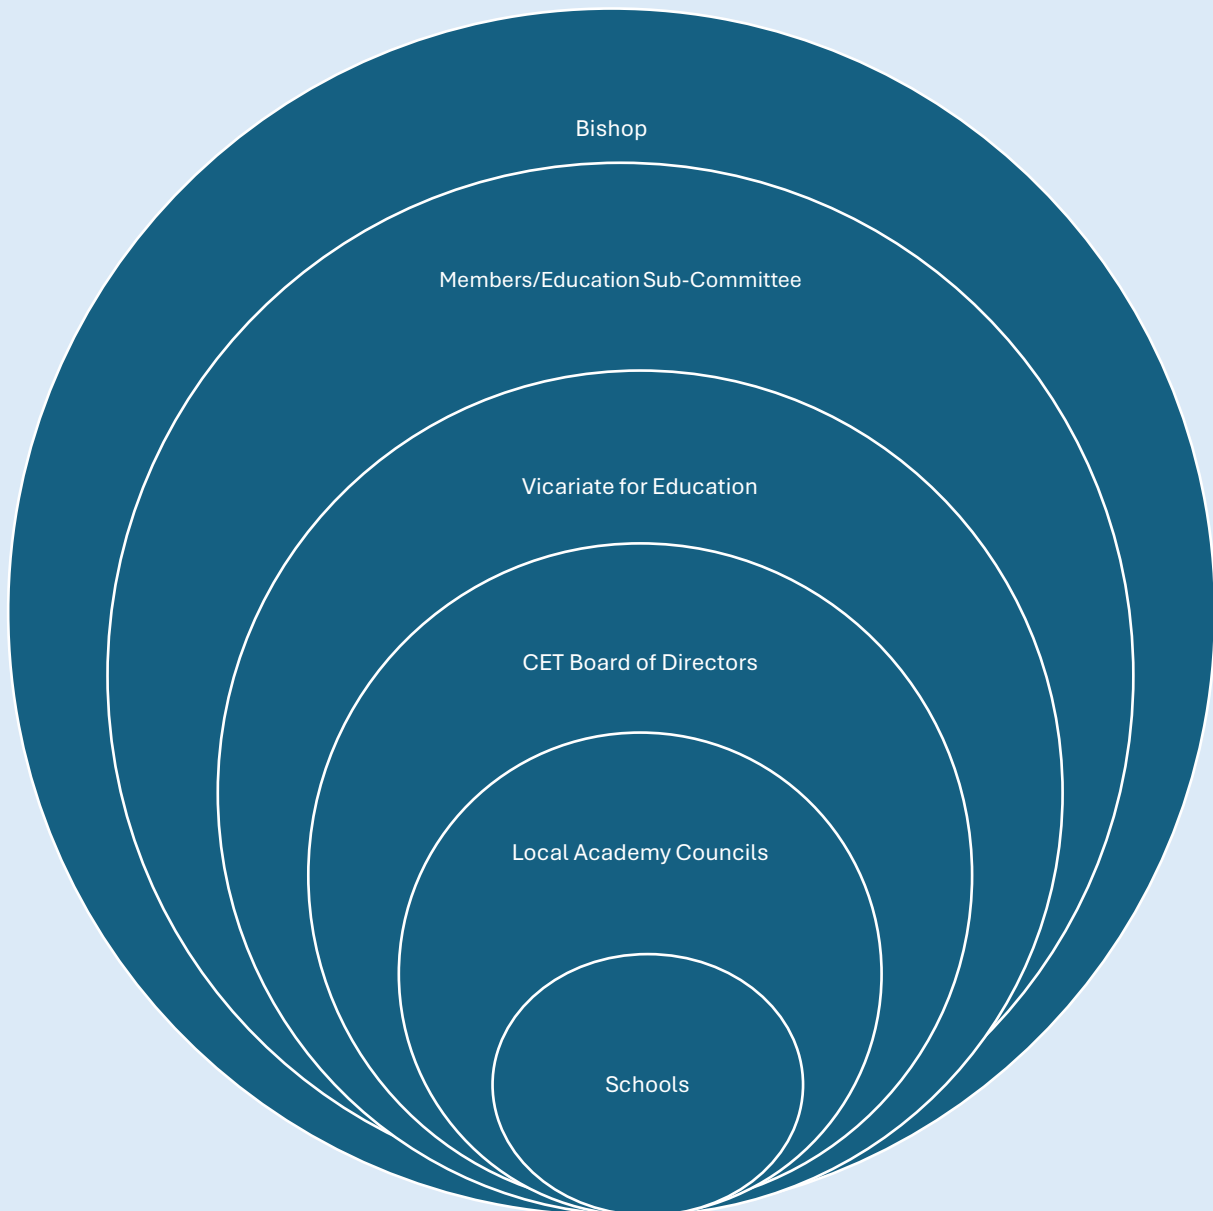 Bishop
Members/Education Sub-Committee
Vicariate for Education
CET Board of Directors
Local Academy Councils
Schools